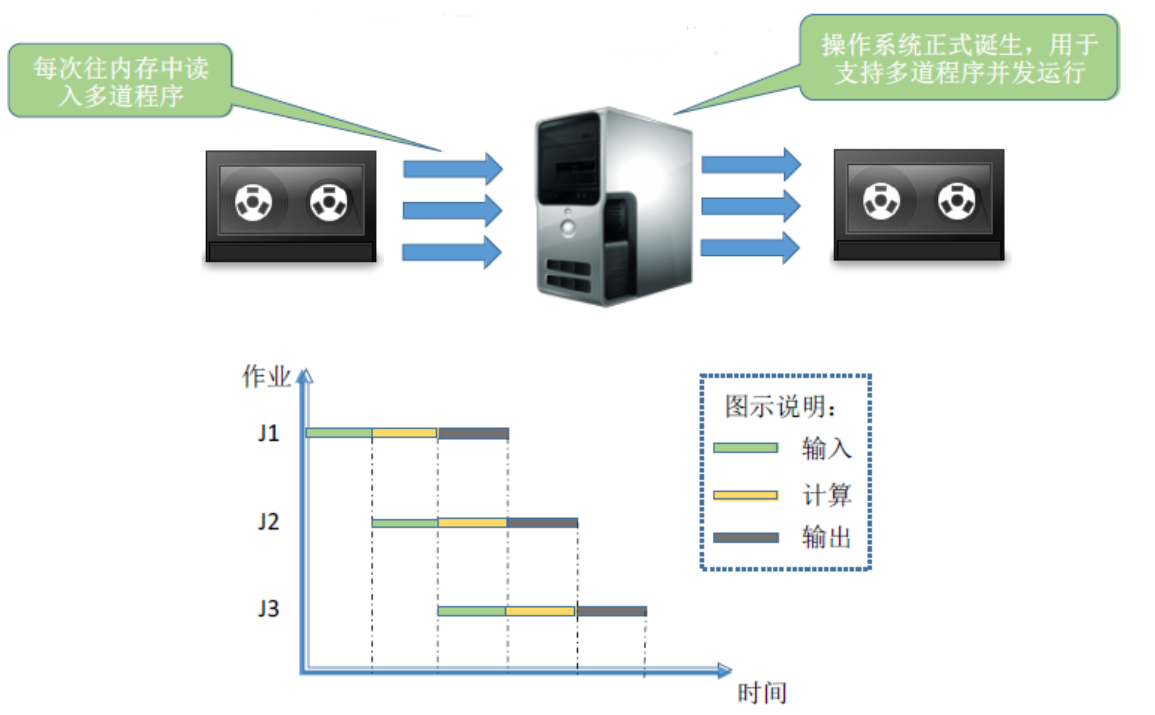 每次往内存中读
入多道程序
操作系统正式诞生，用于
支持多道程序并发运行
作业
J1
J2
J3
时间
图示说明：
输入
计算
输出